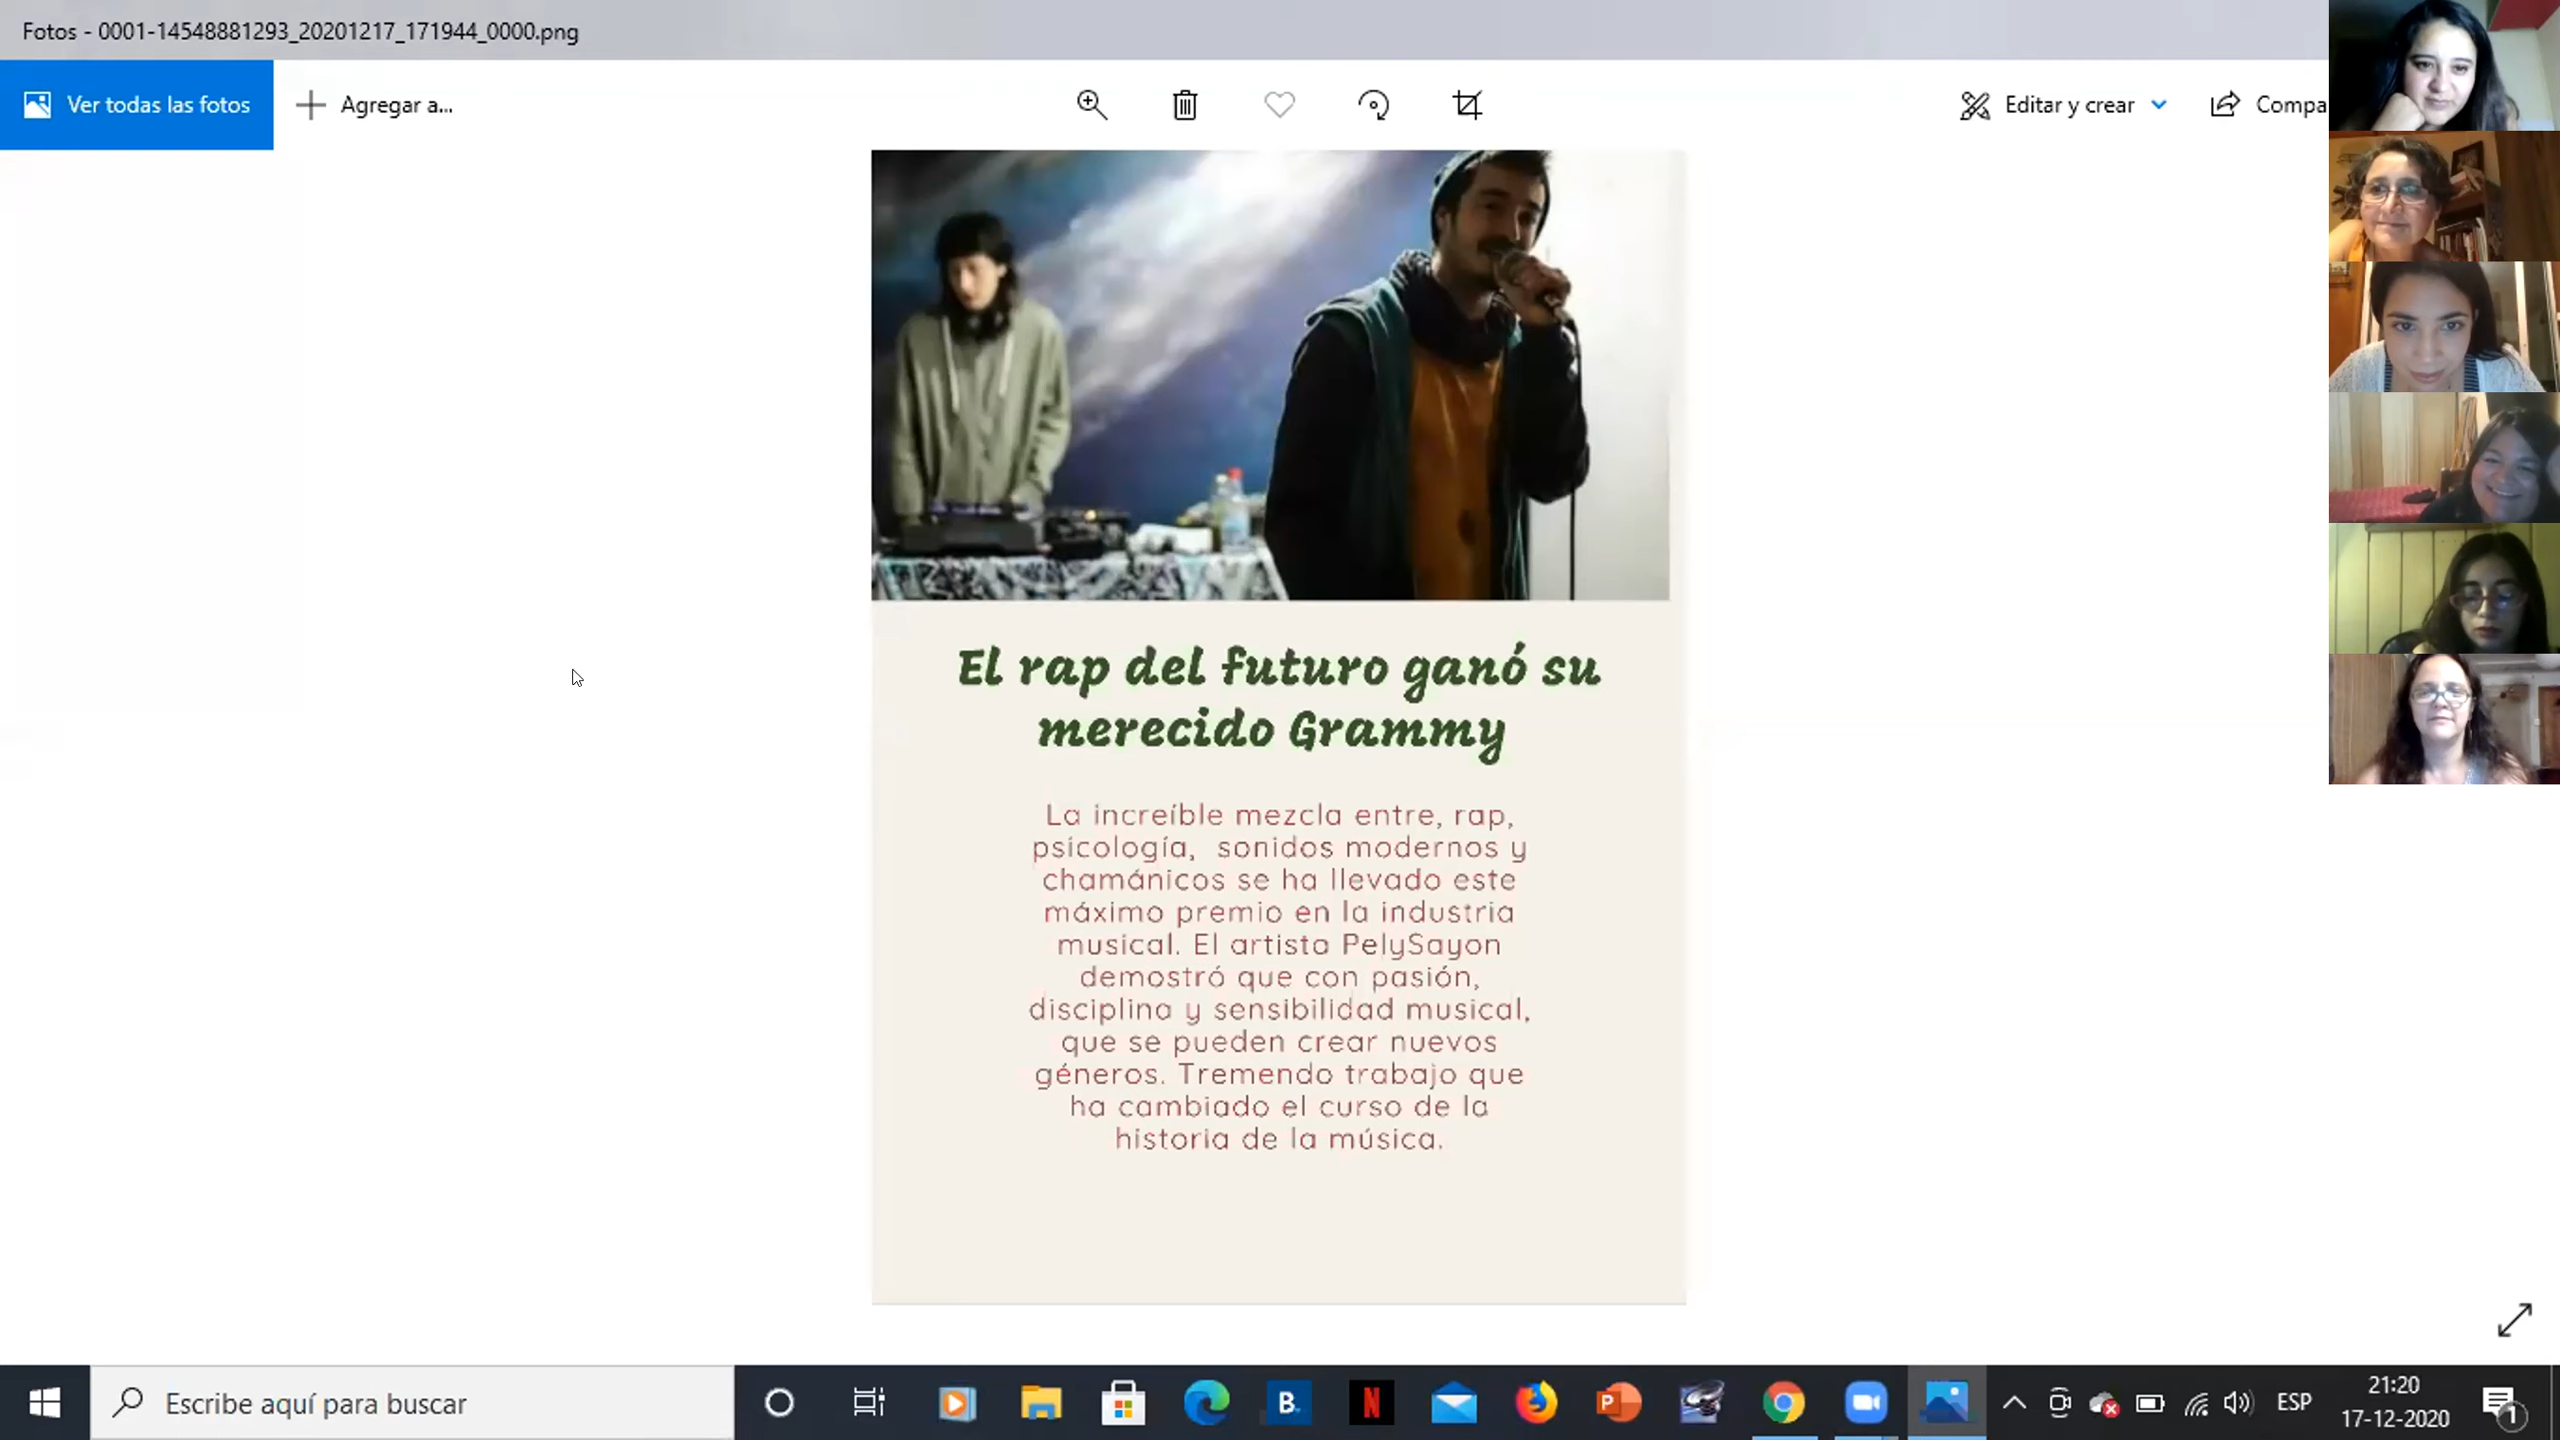 Fotos - 0001-14548881293_20201217_171944_0000.png
Ver todas las fotos
Agregar a...
Editar y crear
Compa
El rap del futuro ganó su
merecido Grammy
La increíble mezcla entre, rap,
psicología, sonidos modernos y
chamánicos se ha llevado este
máximo premio en la industria
musical. El artista PelySayon
demostró que con pasión,
disciplina y sensibilidad musical,
que se pueden crear nuevos
géneros. Tremendo trabajo que
ha cambiado el curso de la
historia de la música.
Escribe aquí para buscar
B.
N
P
ESP
21:20
17-12-2020
1